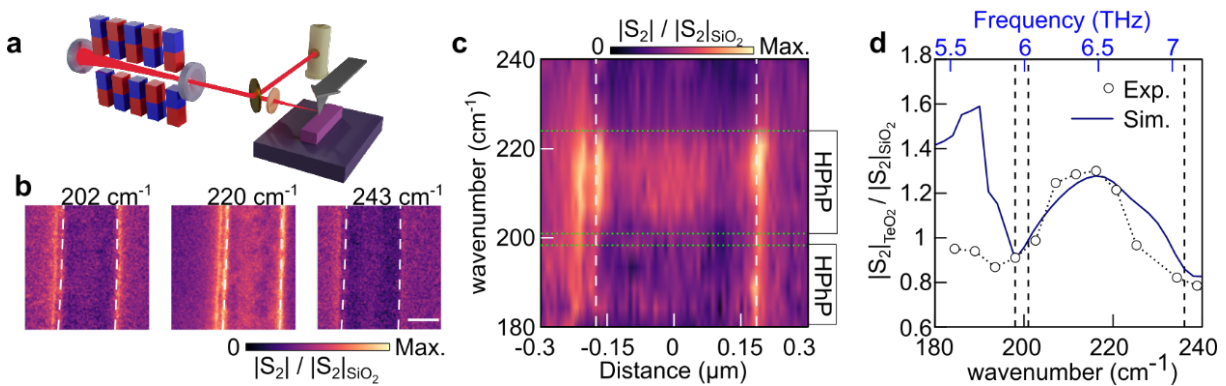 a
b
202 cm⁻¹
220 cm⁻¹
243 cm⁻¹
0
Max.
|S₂| / |S₂|SiO₂
c
|S₂| / |S₂|SiO₂
0
Max.
240
220
200
180
wavenumber (cm⁻¹)
HPhP
HPhP
-0.3
-0.15
0
0.15
0.3
Distance (µm)
d
Frequency (THz)
5.5
6
6.5
7
1.8
1.6
1.4
1.2
1.0
0.8
0.6
|S₂|TeO₂ / |S₂|SiO₂
Exp.
Sim.
180
200
220
240
wavenumber (cm⁻¹)